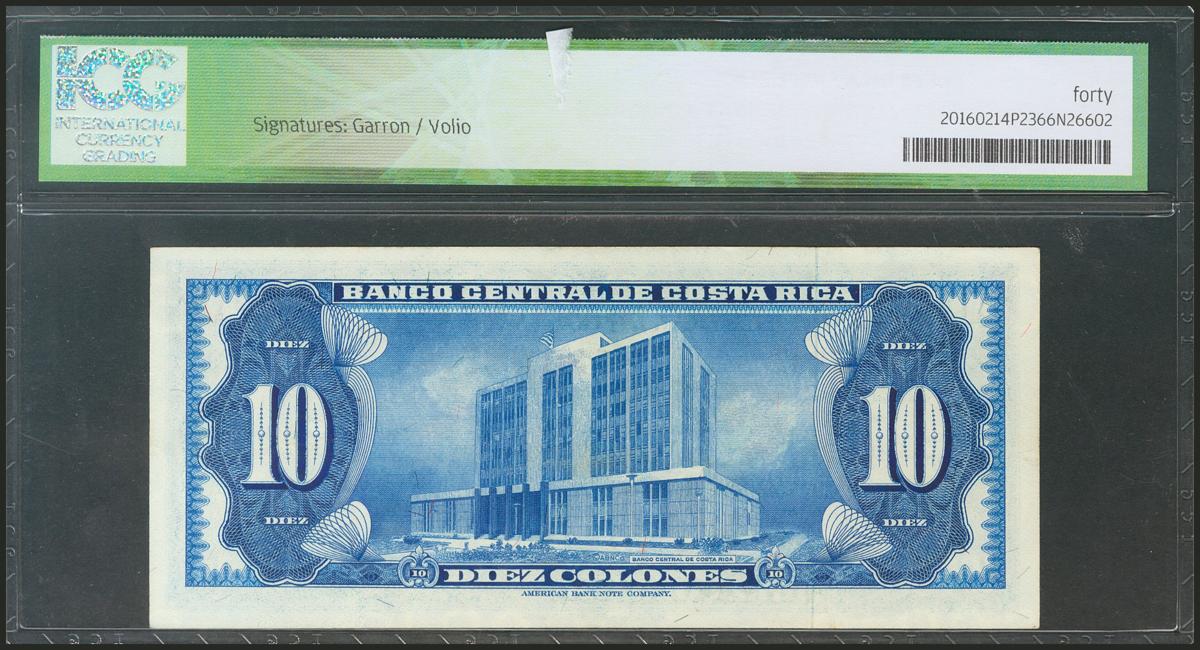 ICG
INTERNATIONAL
CURRENCY
GRADING
Signatures: Garron / Volio
forty
20160214P2366N26602
BANCO CENTRAL DE COSTA RICA
DIEZ
DIEZ
10
10
DIEZ
DIEZ
BANCO CENTRAL DE COSTA RICA
10
DIEZ COLONES
10
AMERICAN BANK NOTE COMPANY.